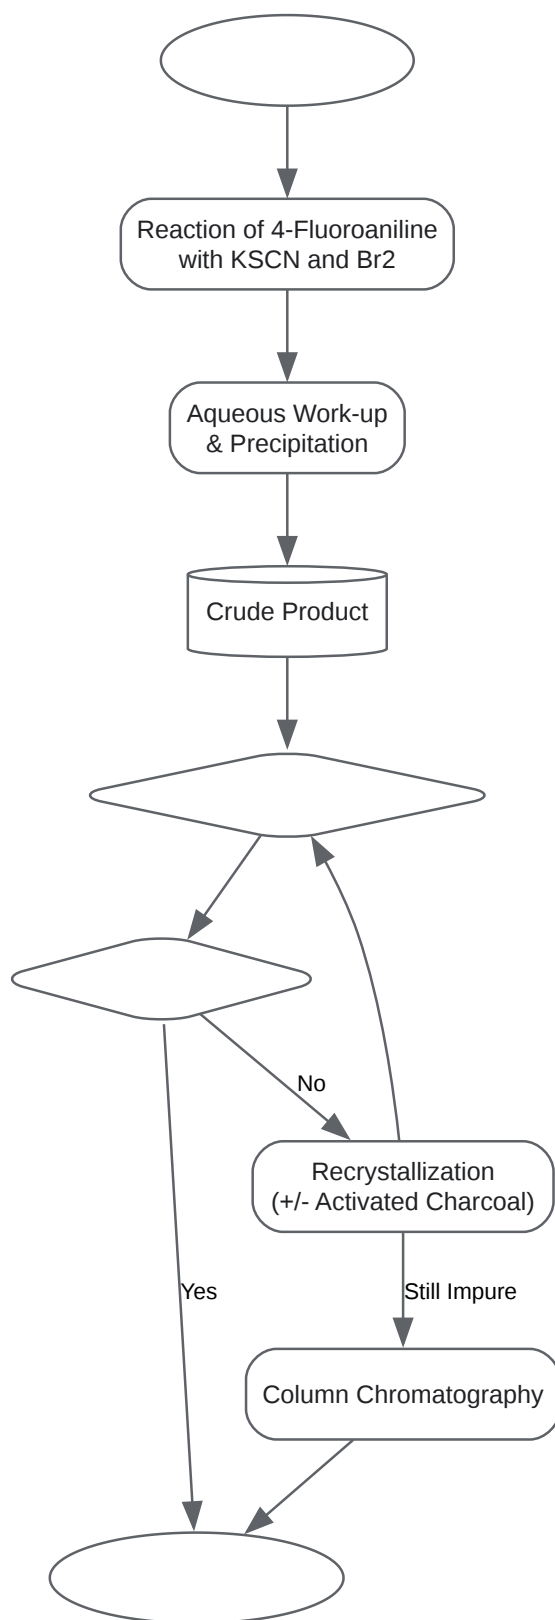 Reaction of 4-Fluoroaniline
with KSCN and Br2
Aqueous Work-up
& Precipitation
Crude Product
No
Recrystallization
(+/- Activated Charcoal)
Yes
Still Impure
Column Chromatography